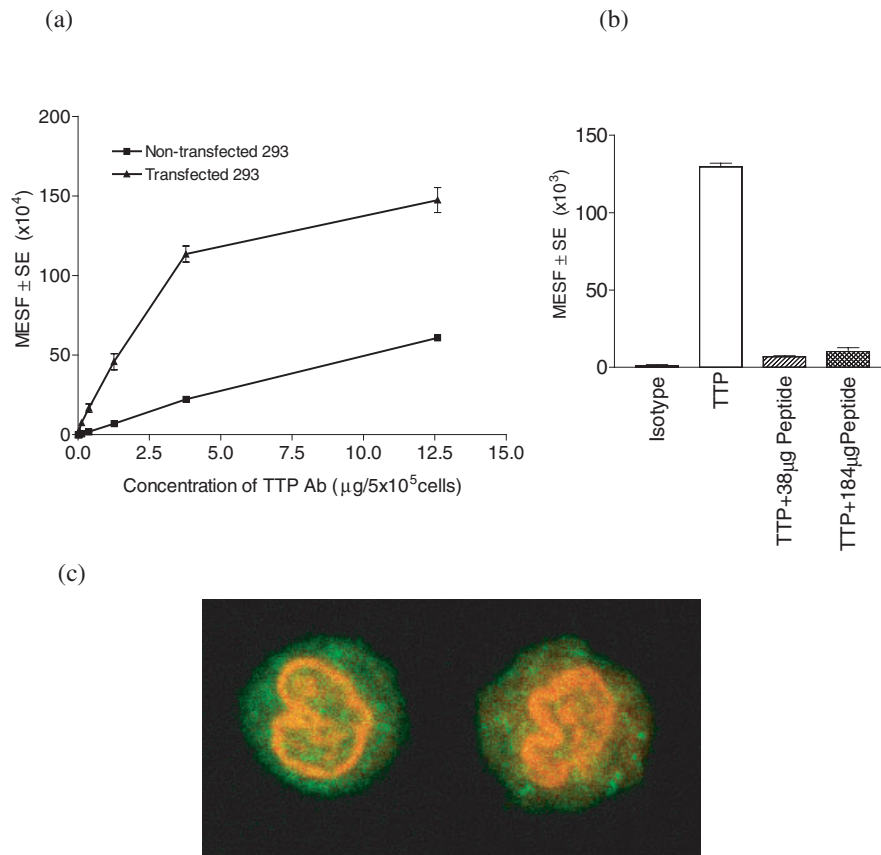 (a)
(b)
200
150
100
50
0
MESF ± SE (x10⁴)
Non-transfected 293
Transfected 293
0.0 2.5 5.0 7.5 10.0 12.5 15.0
Concentration of TTP Ab (μg/5x10⁵cells)
150
100
50
0
MESF ± SE (x10³)
Isotype
TTP
TTP+38μg Peptide
TTP+184μgPeptide
(c)